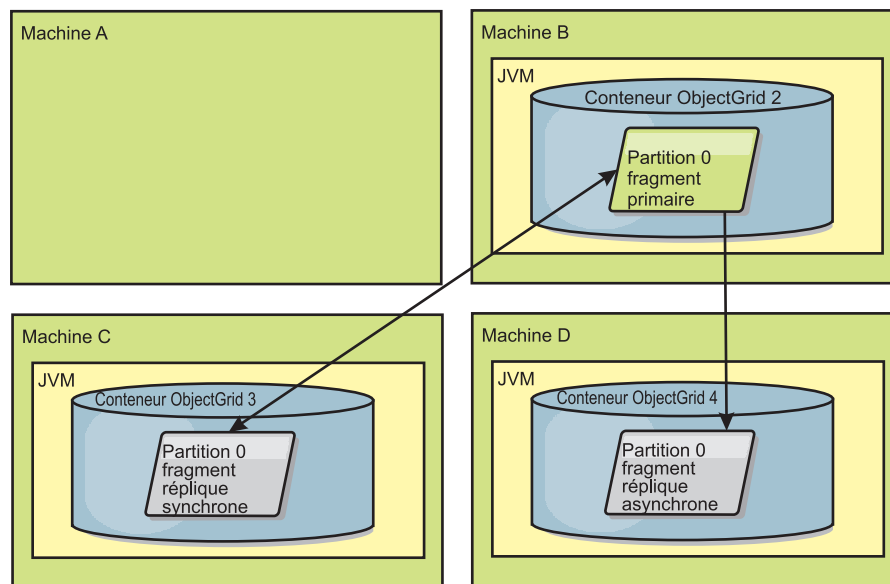 Machine A
Machine B
JVM
Conteneur ObjectGrid 2
Partition 0
fragment
primaire
Machine C
JVM
Conteneur ObjectGrid 3
Partition 0
fragment
réplique
synchrone
Machine D
JVM
Conteneur ObjectGrid 4
Partition 0
fragment
réplique
asynchrone